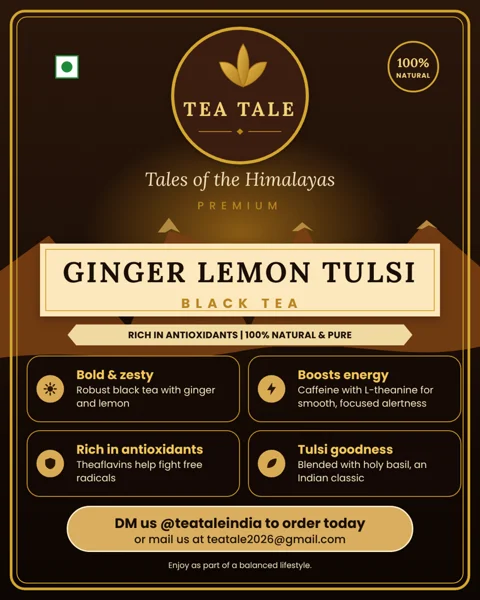 100%
NATURAL
TEA TALE
Tales of the Himalayas
PREMIUM
GINGER LEMON TULSI
BLACK TEA
RICH IN ANTIOXIDANTS | 100% NATURAL & PURE
Bold & zesty
Robust black tea with ginger
and lemon
Boosts energy
Caffeine with L-theanine for
smooth, focused alertness
Rich in antioxidants
Theaflavins help fight free
radicals
Tulsi goodness
Blended with holy basil, an
Indian classic
DM us @teataleindia to order today
or mail us at teatale2026@gmail.com
Enjoy as part of a balanced lifestyle.